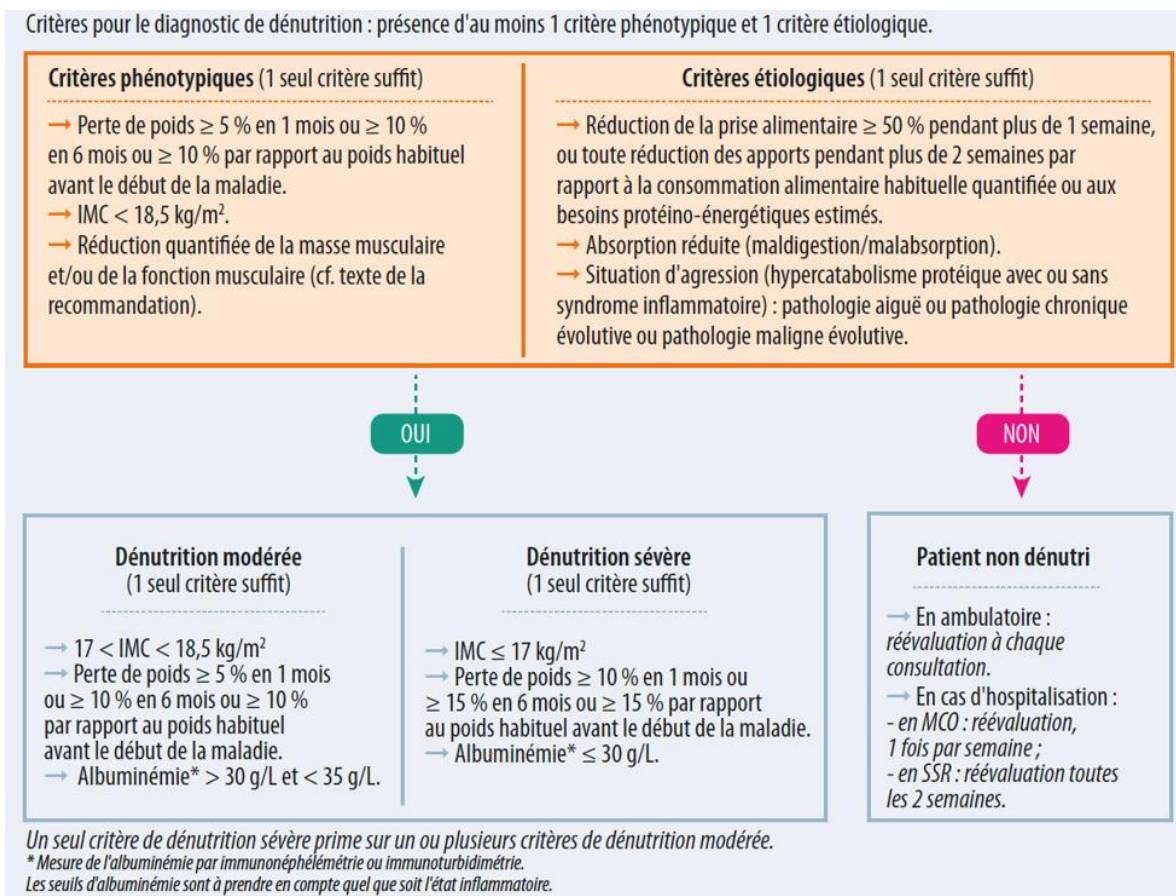 Critères pour le diagnostic de dénutrition : présence d'au moins 1 critère phénotypique et 1 critère étiologique.
Critères phénotypiques (1 seul critère suffit)
→ Perte de poids ≥ 5 % en 1 mois ou ≥ 10 %
en 6 mois ou ≥ 10 % par rapport au poids habituel
avant le début de la maladie.
→ IMC < 18,5 kg/m².
→ Réduction quantifiée de la masse musculaire
et/ou de la fonction musculaire (cf. texte de la
recommandation).
Critères étiologiques (1 seul critère suffit)
→ Réduction de la prise alimentaire ≥ 50 % pendant plus de 1 semaine,
ou toute réduction des apports pendant plus de 2 semaines par
rapport à la consommation alimentaire habituelle quantifiée ou aux
besoins protéino-énergétiques estimés.
→ Absorption réduite (maldigestion/malabsorption).
→ Situation d'agression (hypercatabolisme protéique avec ou sans
syndrome inflammatoire) : pathologie aiguë ou pathologie chronique
évolutive ou pathologie maligne évolutive.
OUI
NON
Dénutrition modérée
(1 seul critère suffit)
→ 17 < IMC < 18,5 kg/m²
→ Perte de poids ≥ 5 % en 1 mois
ou ≥ 10 % en 6 mois ou ≥ 10 %
par rapport au poids habituel
avant le début de la maladie.
→ Albuminémie* > 30 g/L et < 35 g/L.
Dénutrition sévère
(1 seul critère suffit)
→ IMC ≤ 17 kg/m²
→ Perte de poids ≥ 10 % en 1 mois ou
≥ 15 % en 6 mois ou ≥ 15 % par rapport
au poids habituel avant le début de la maladie.
→ Albuminémie* ≤ 30 g/L.
Patient non dénutri
→ En ambulatoire :
réévaluation à chaque
consultation.
→ En cas d'hospitalisation :
- en MCO : réévaluation,
1 fois par semaine ;
- en SSR : réévaluation toutes
les 2 semaines.
Un seul critère de dénutrition sévère prime sur un ou plusieurs critères de dénutrition modérée.
* Mesure de l'albuminémie par immunonéphélémétrie ou immunoturbidimétrie.
Les seuils d'albuminémie sont à prendre en compte quel que soit l'état inflammatoire.